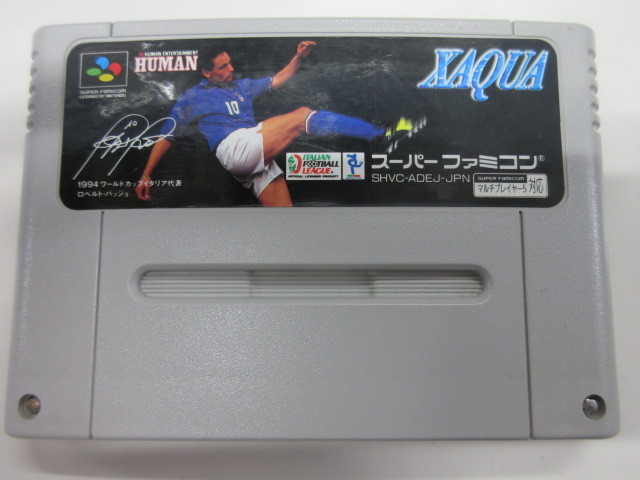 HUMAN ENTERTAINMENT
HUMAN
XAQUA
SUPER FAMICOM
LICENSED BY NINTENDO
10
1994 ワールドカップイタリア代表
ロベルト・バッジョ
ITALIAN
FOOTBALL
LEAGUE
OFFICIAL LICENSED PRODUCT
スーパーファミコン®
SHVC-ADEJ-JPN
SUPER FAMICOM
マルチプレイヤー5 対応